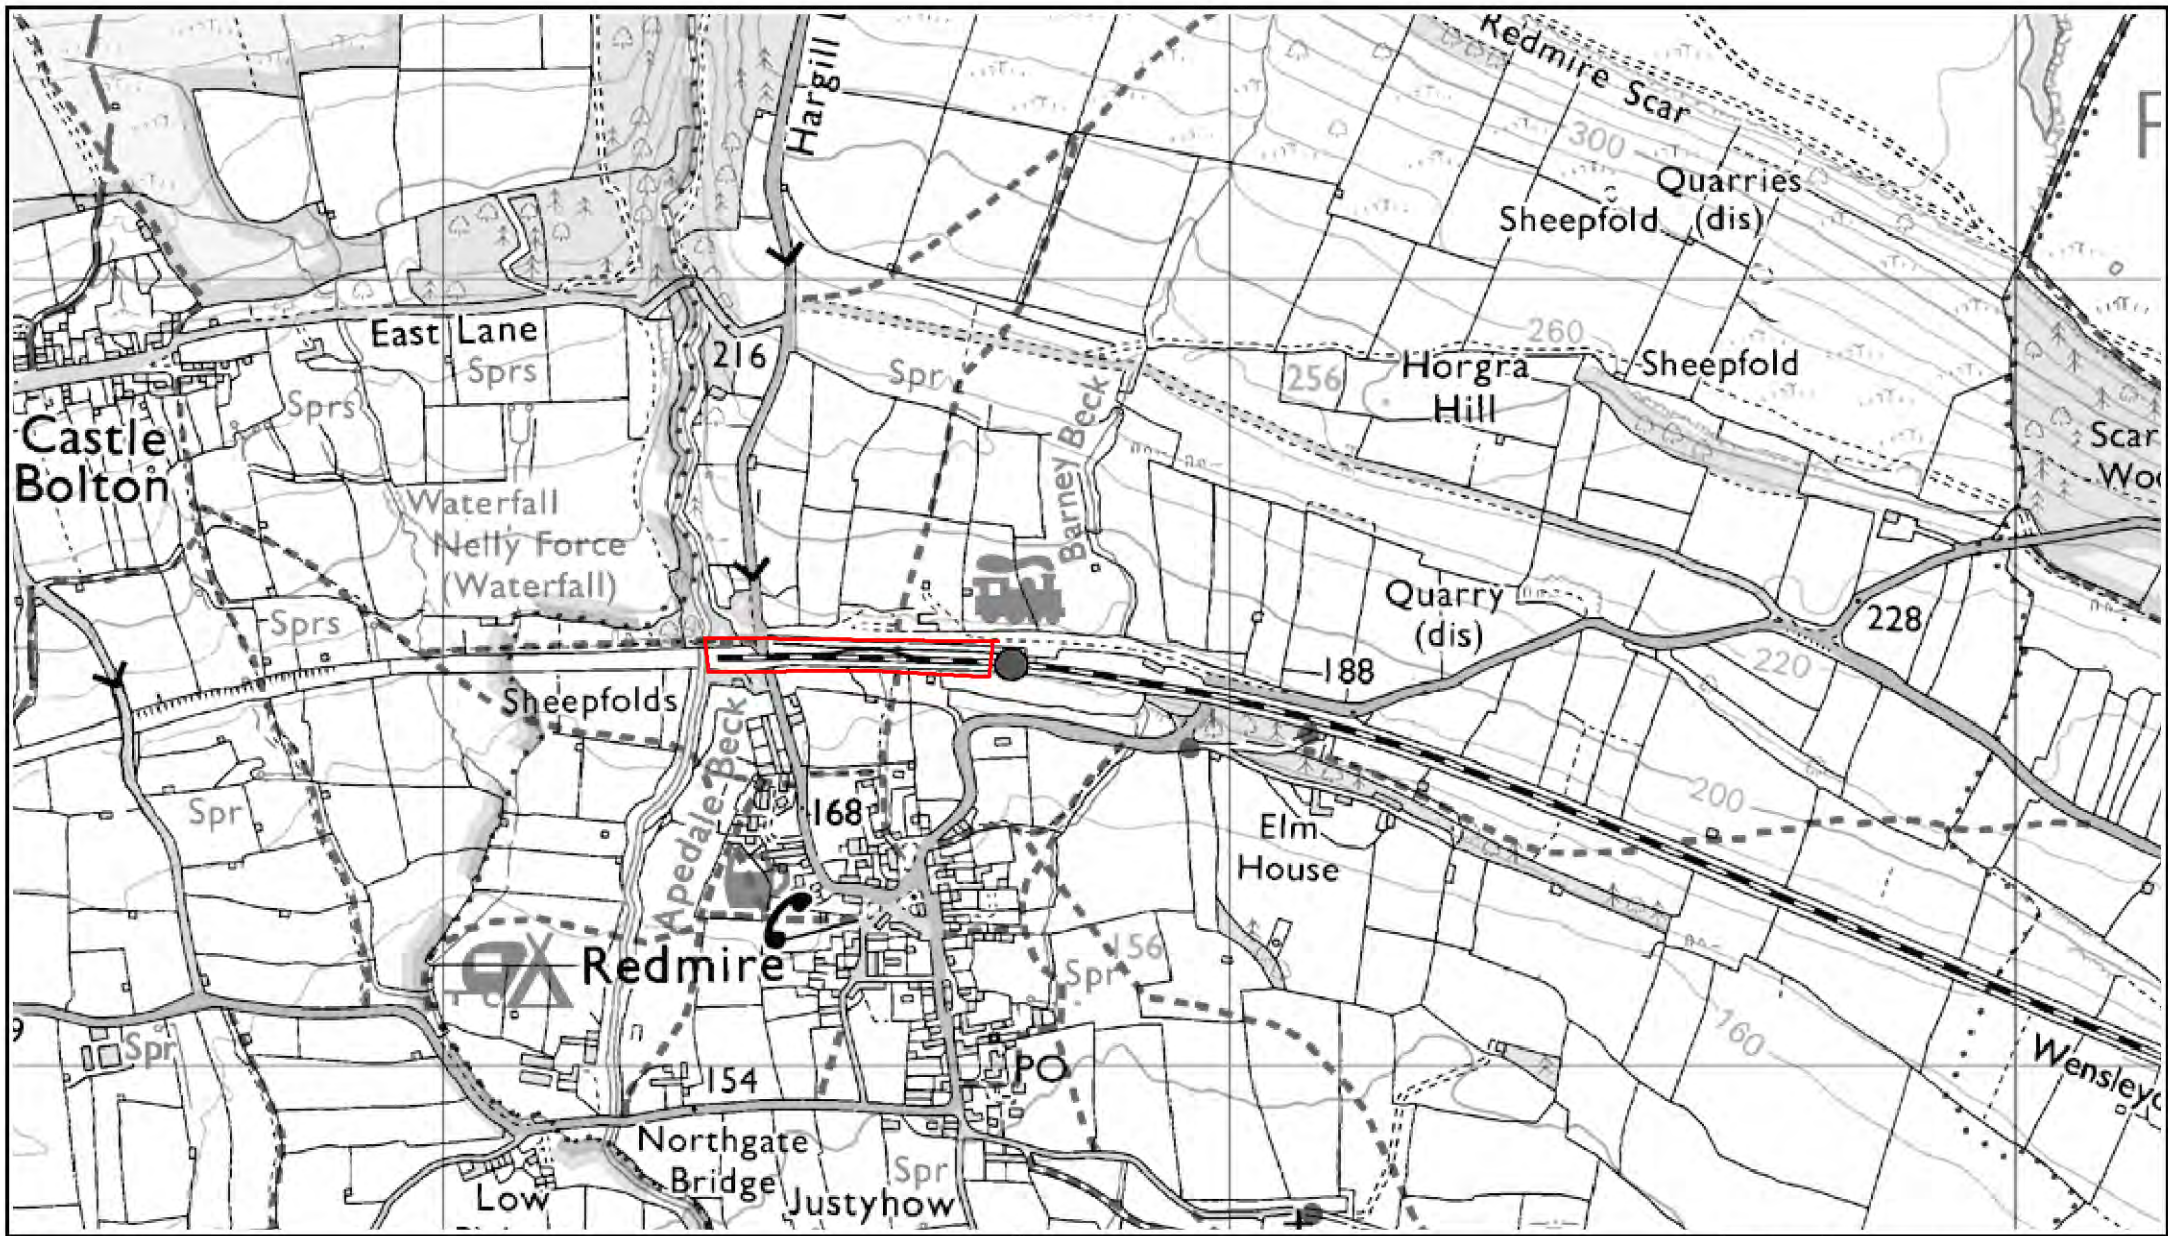 Hargill
Redmire Scar
300
Quarries
(dis)
Sheepfold
East Lane
216
Sprs
Spr
Sprs
256
260
Horgra
Hill
Sheepfold
Castle
Bolton
Barney Beck
Waterfall
Nelly Force
(Waterfall)
Quarry
(dis)
228
220
Sprs
188
Sheepfolds
Apedale Beck
200
Spr
168
Elm
House
Redmire
156
Spr
160
9
Spr
PO
154
Northgate
Bridge
Low
Spr
Justyhow